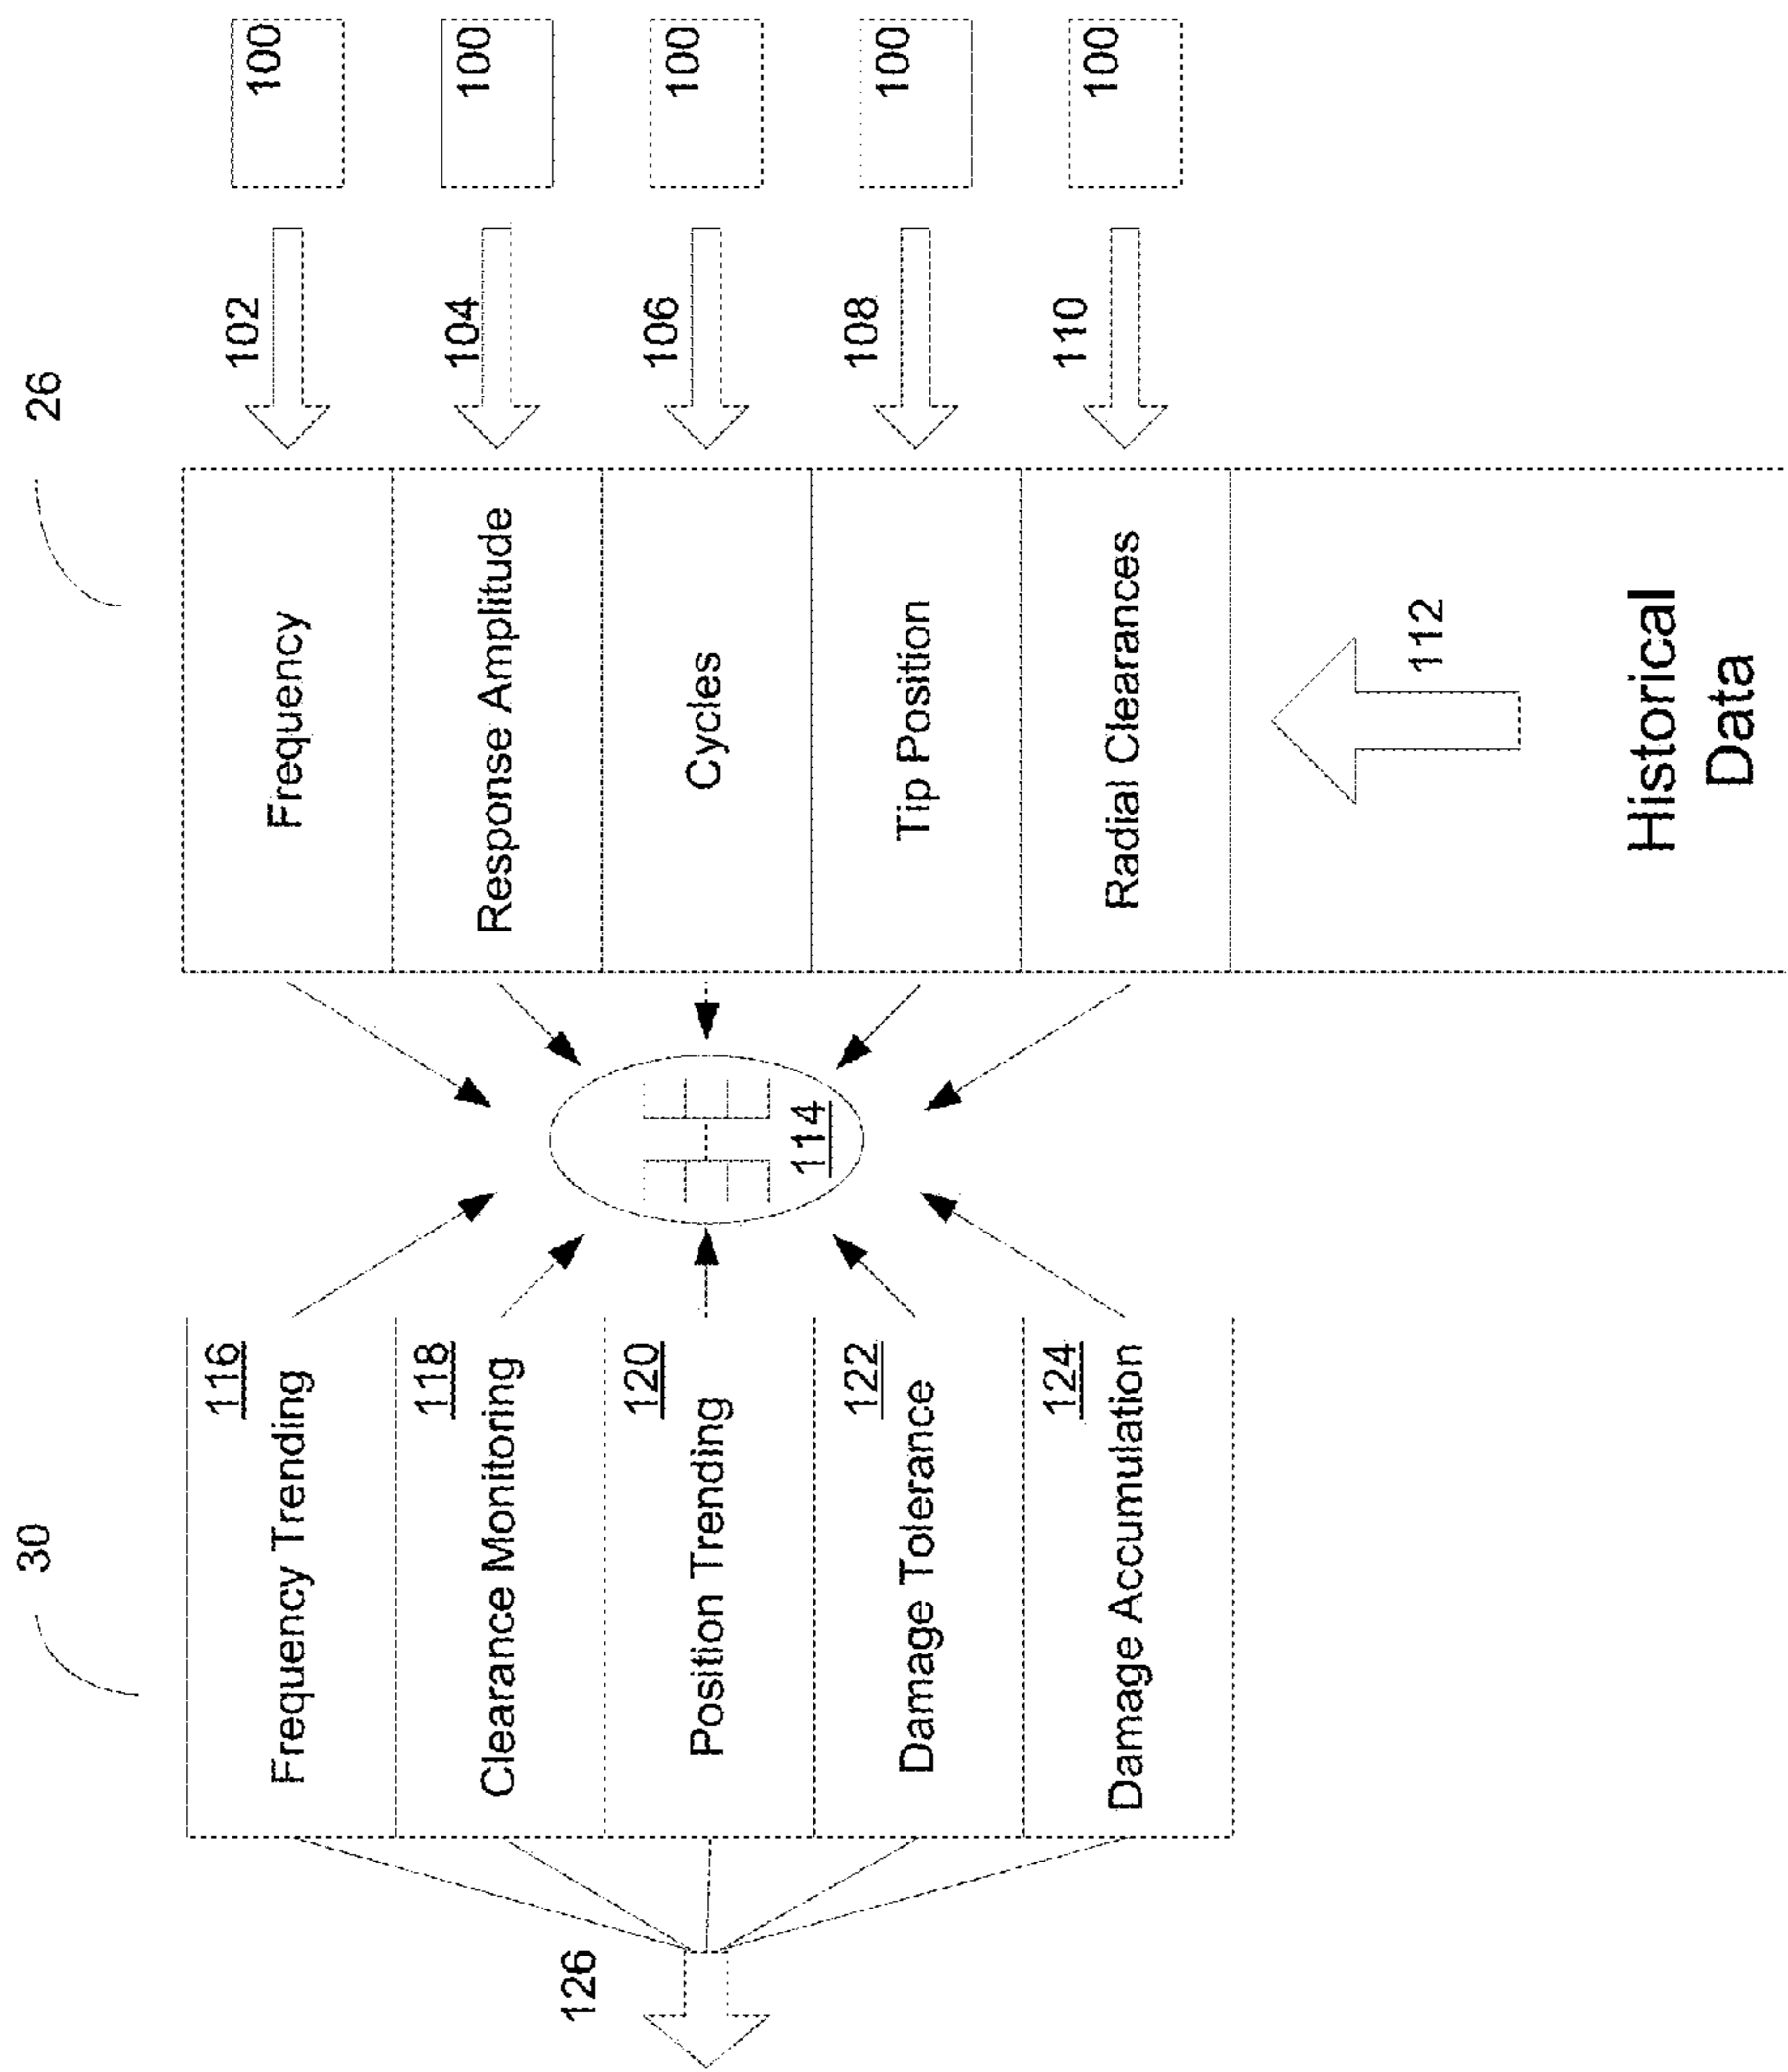 26
30
100
100
100
100
100
102
104
106
108
110
Frequency
Response Amplitude
Cycles
Tip Position
Radial Clearances
112
Historical
Data
114
116
Frequency Trending
118
Clearance Monitoring
120
Position Trending
122
Damage Tolerance
124
Damage Accumulation
126